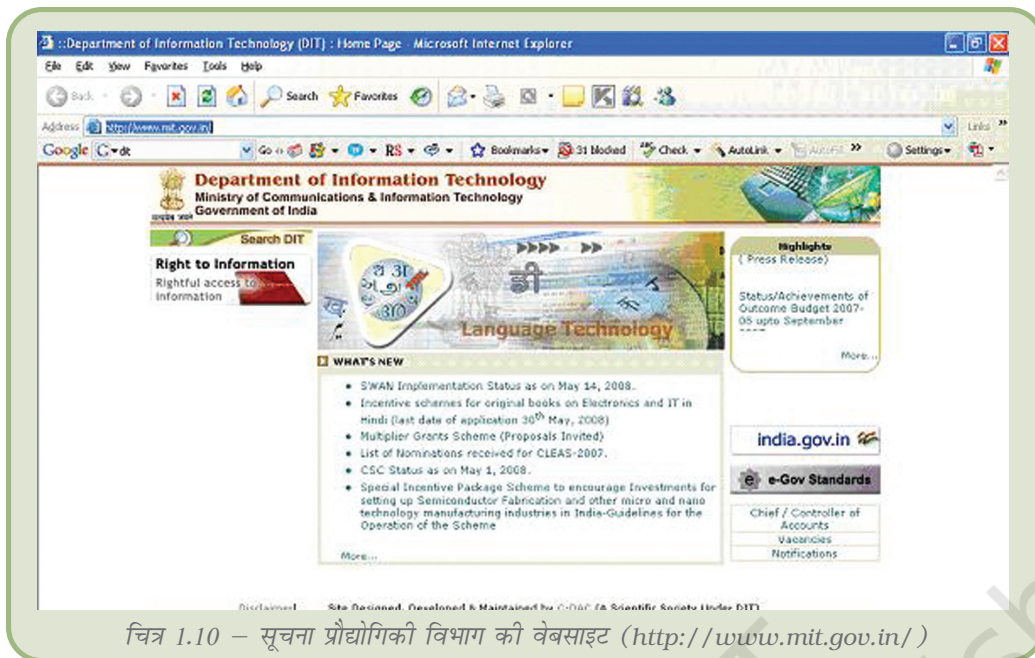 ::Department of Information Technology (DIT) : Home Page - Microsoft Internet Explorer
File Edit View Favorites Tools Help
Back Search Favorites
Address http://www.mit.gov.in/ Links »
Google Go Bookmarks 31 blocked Check AutoLink AutoFill » Settings
Department of Information Technology
Ministry of Communications & Information Technology
Government of India
Search DIT
Right to Information
Rightful access to
information
Language Technology
WHAT'S NEW
SWAN Implementation Status as on May 14, 2008.
Incentive schemes for original books on Electronics and IT in
Hindi (last date of application 30th May, 2008)
Multiplier Grants Scheme (Proposals Invited)
List of Nominations received for CLEAS-2007.
CSC Status as on May 1, 2008.
Special Incentive Package Scheme to encourage Investments for
setting up Semiconductor Fabrication and other micro and nano
technology manufacturing industries in India-Guidelines for the
Operation of the Scheme
More...
Highlights
( Press Release)
Status/Achievements of
Outcome Budget 2007-
08 upto September
More...
india.gov.in
e e-Gov Standards
Chief / Controller of
Accounts
Vacancies
Notifications
Disclaimer Site Designed, Developed & Maintained by C-DAC (A Scientific Society Under DIT)
चित्र 1.10 – सूचना प्रौद्योगिकी विभाग की वेबसाइट (http://www.mit.gov.in/)